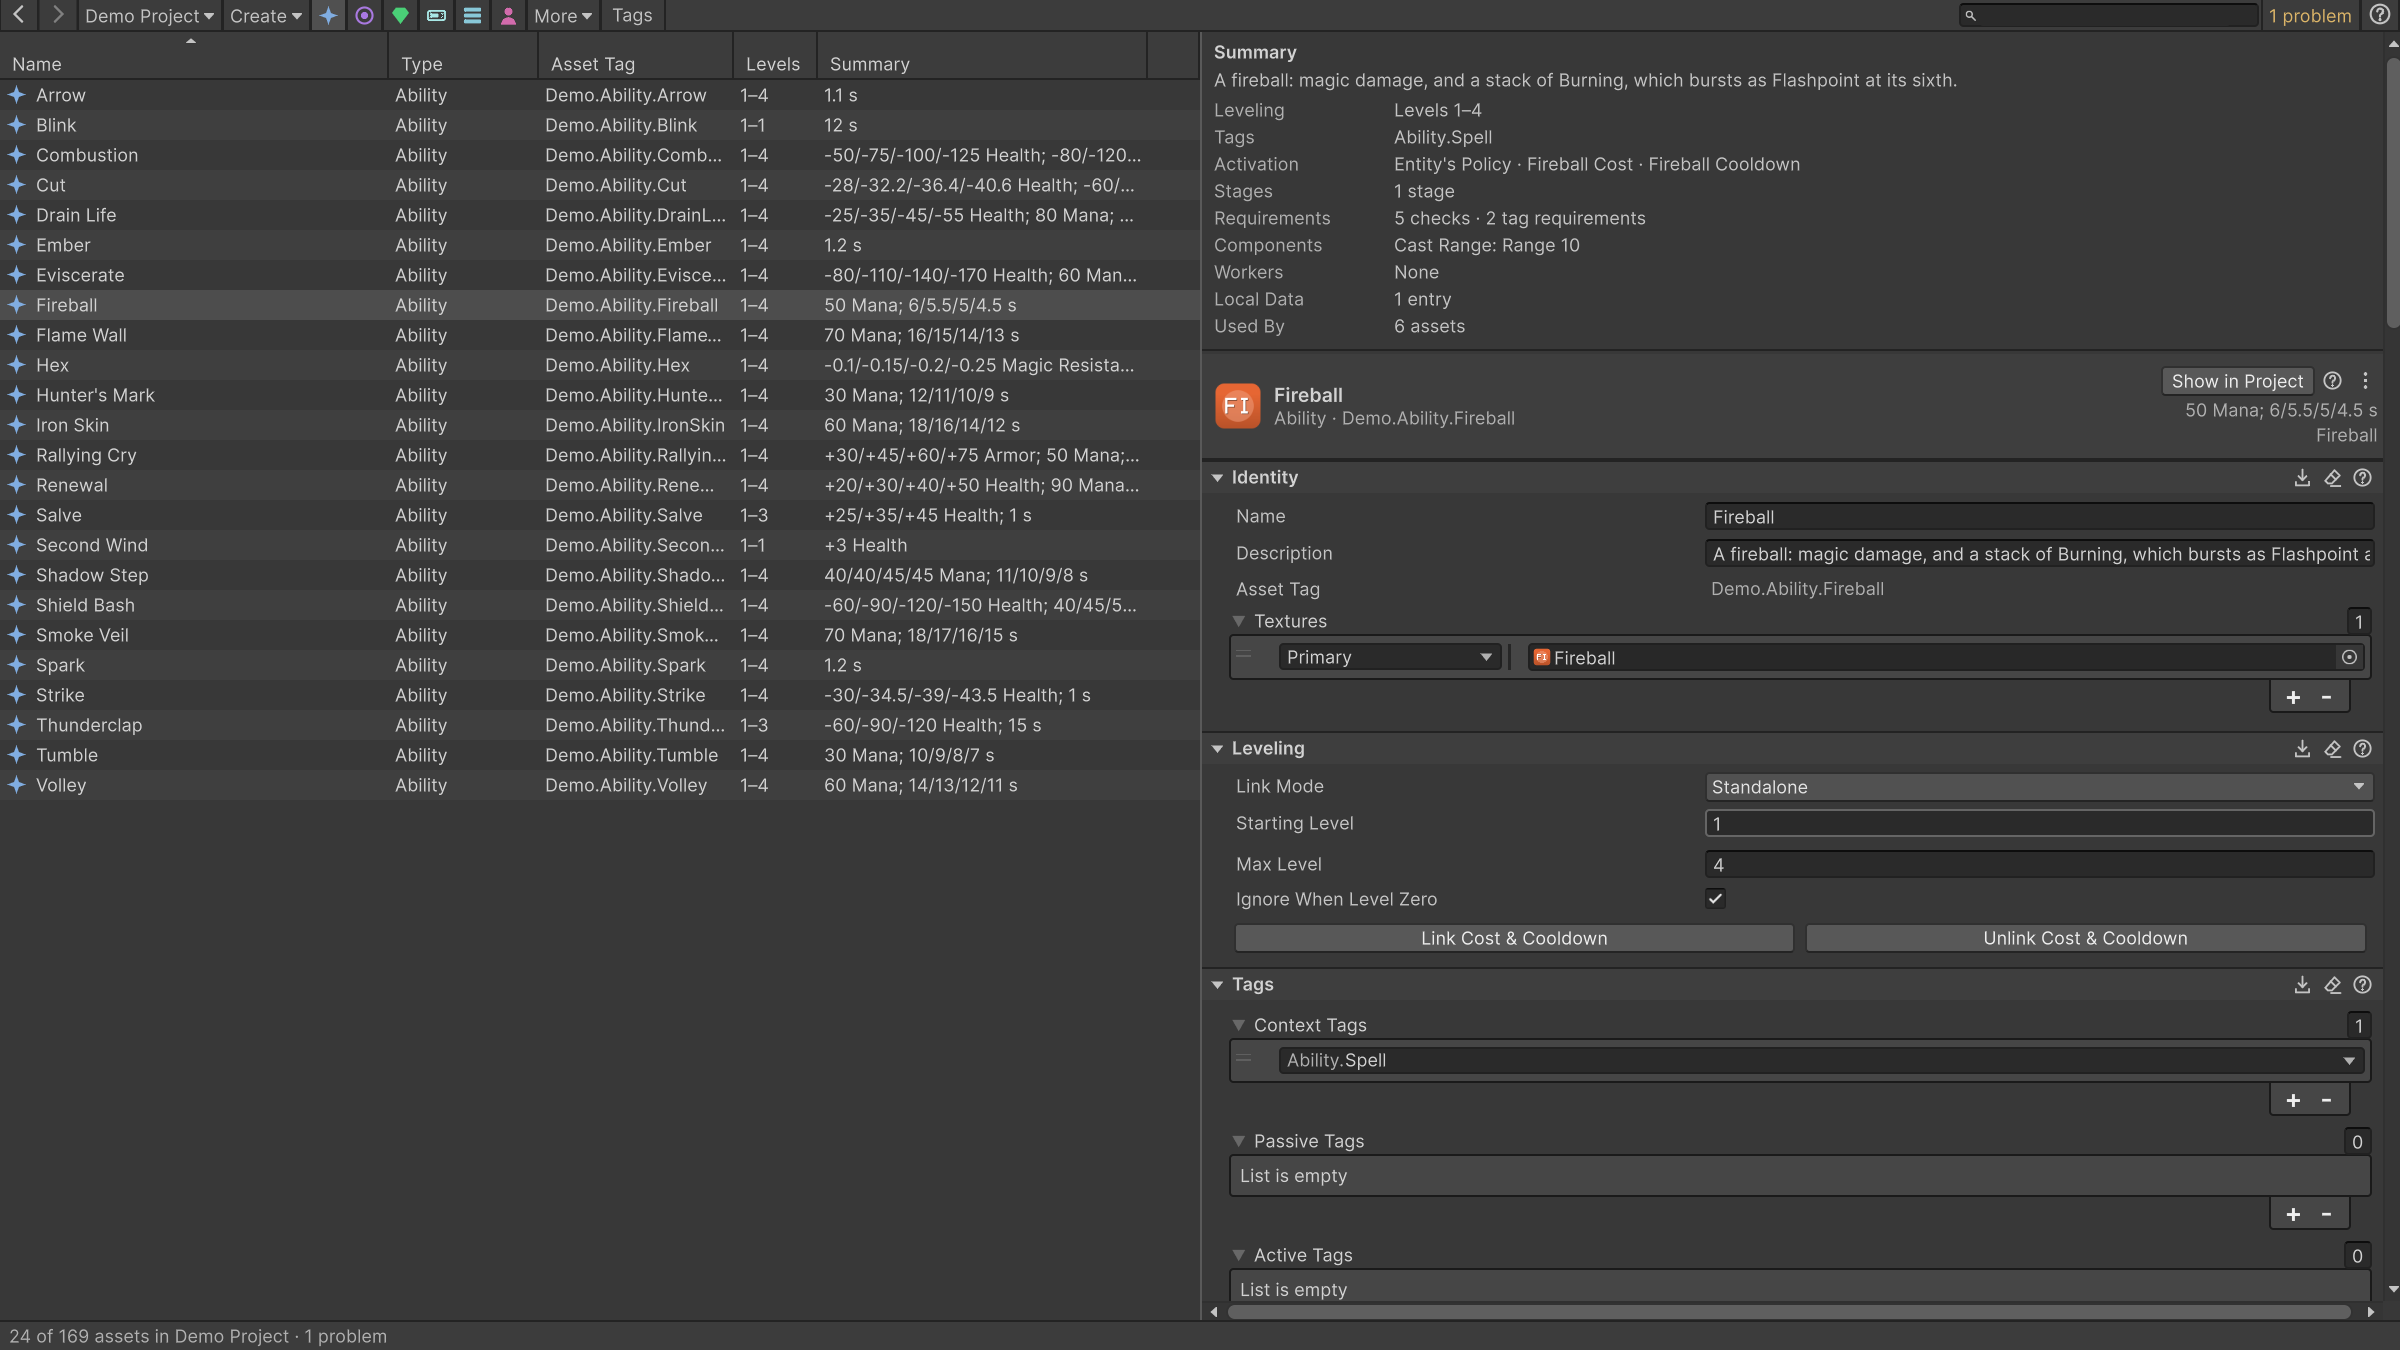 Demo Project Create More Tags 1 problem
Name Type Asset Tag Levels Summary
Arrow Ability Demo.Ability.Arrow 1–4 1.1 s
Blink Ability Demo.Ability.Blink 1–1 12 s
Combustion Ability Demo.Ability.Comb... 1–4 -50/-75/-100/-125 Health; -80/-120...
Cut Ability Demo.Ability.Cut 1–4 -28/-32.2/-36.4/-40.6 Health; -60/...
Drain Life Ability Demo.Ability.DrainL... 1–4 -25/-35/-45/-55 Health; 80 Mana; ...
Ember Ability Demo.Ability.Ember 1–4 1.2 s
Eviscerate Ability Demo.Ability.Evisce... 1–4 -80/-110/-140/-170 Health; 60 Man...
Fireball Ability Demo.Ability.Fireball 1–4 50 Mana; 6/5.5/5/4.5 s
Flame Wall Ability Demo.Ability.Flame... 1–4 70 Mana; 16/15/14/13 s
Hex Ability Demo.Ability.Hex 1–4 -0.1/-0.15/-0.2/-0.25 Magic Resista...
Hunter's Mark Ability Demo.Ability.Hunte... 1–4 30 Mana; 12/11/10/9 s
Iron Skin Ability Demo.Ability.IronSkin 1–4 60 Mana; 18/16/14/12 s
Rallying Cry Ability Demo.Ability.Rallyin... 1–4 +30/+45/+60/+75 Armor; 50 Mana;...
Renewal Ability Demo.Ability.Rene... 1–4 +20/+30/+40/+50 Health; 90 Mana...
Salve Ability Demo.Ability.Salve 1–3 +25/+35/+45 Health; 1 s
Second Wind Ability Demo.Ability.Secon... 1–1 +3 Health
Shadow Step Ability Demo.Ability.Shado... 1–4 40/40/45/45 Mana; 11/10/9/8 s
Shield Bash Ability Demo.Ability.Shield... 1–4 -60/-90/-120/-150 Health; 40/45/5...
Smoke Veil Ability Demo.Ability.Smok... 1–4 70 Mana; 18/17/16/15 s
Spark Ability Demo.Ability.Spark 1–4 1.2 s
Strike Ability Demo.Ability.Strike 1–4 -30/-34.5/-39/-43.5 Health; 1 s
Thunderclap Ability Demo.Ability.Thund... 1–3 -60/-90/-120 Health; 15 s
Tumble Ability Demo.Ability.Tumble 1–4 30 Mana; 10/9/8/7 s
Volley Ability Demo.Ability.Volley 1–4 60 Mana; 14/13/12/11 s
Summary
A fireball: magic damage, and a stack of Burning, which bursts as Flashpoint at its sixth.
Leveling Levels 1–4
Tags Ability.Spell
Activation Entity's Policy · Fireball Cost · Fireball Cooldown
Stages 1 stage
Requirements 5 checks · 2 tag requirements
Components Cast Range: Range 10
Workers None
Local Data 1 entry
Used By 6 assets
FI
Fireball
Ability · Demo.Ability.Fireball
Show in Project
50 Mana; 6/5.5/5/4.5 s
Fireball
Identity
Name Fireball
Description A fireball: magic damage, and a stack of Burning, which bursts as Flashpoint a
Asset Tag Demo.Ability.Fireball
Textures 1
Primary FI Fireball
+ -
Leveling
Link Mode Standalone
Starting Level 1
Max Level 4
Ignore When Level Zero
Link Cost & Cooldown Unlink Cost & Cooldown
Tags
Context Tags 1
Ability.Spell
+ -
Passive Tags 0
List is empty
+ -
Active Tags 0
List is empty
24 of 169 assets in Demo Project · 1 problem